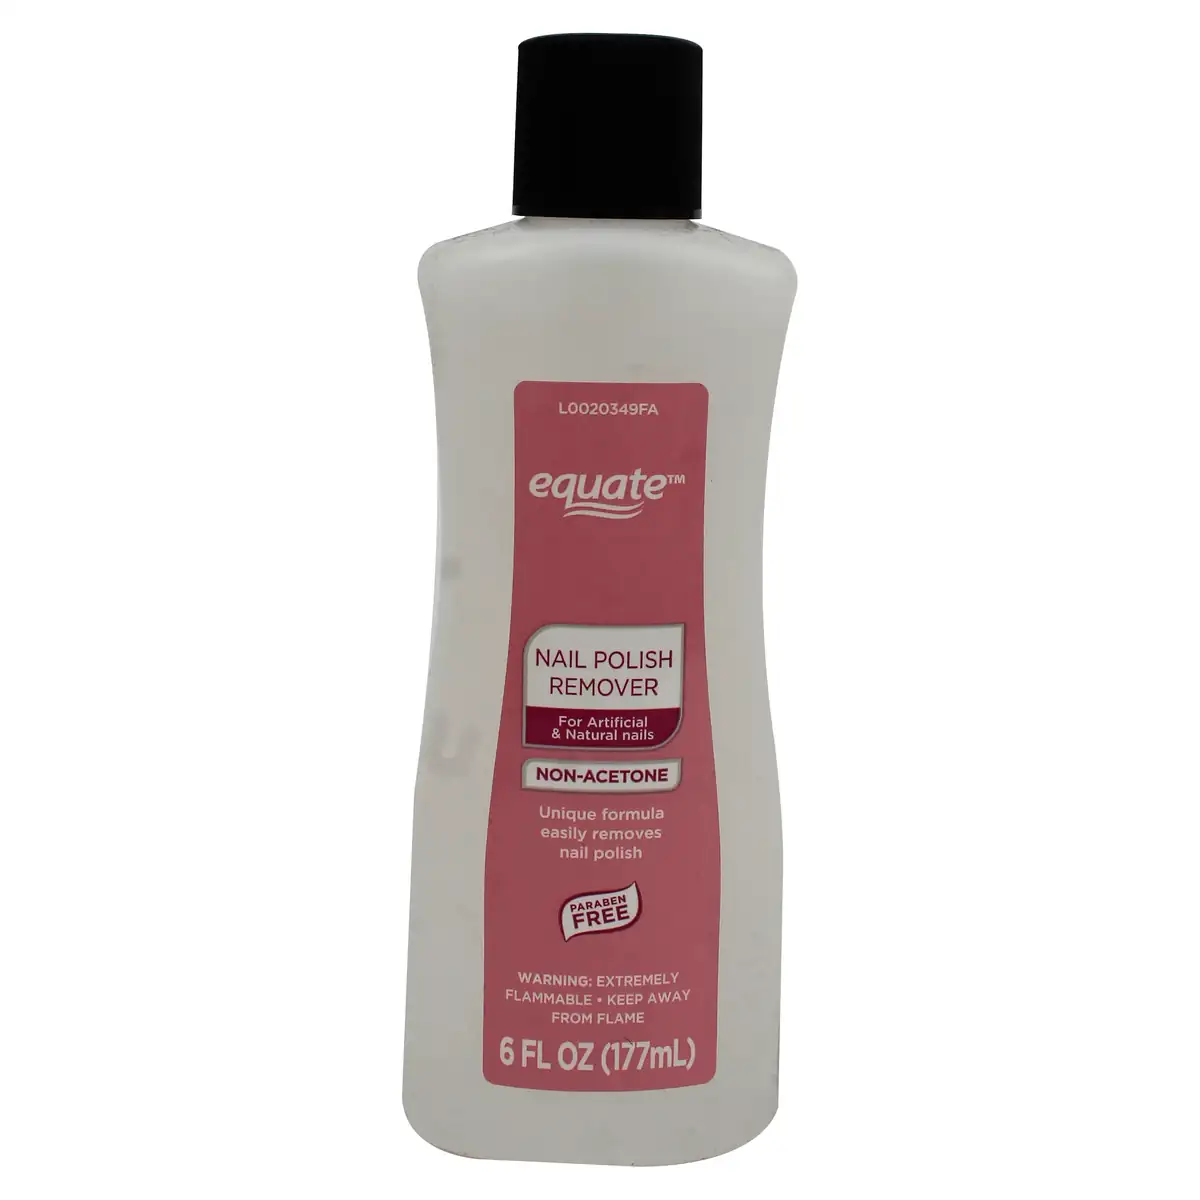 L0020349FA
equate™
NAIL POLISH
REMOVER
For Artificial
& Natural nails
NON-ACETONE
Unique formula
easily removes
nail polish
PARABEN
FREE
WARNING: EXTREMELY
FLAMMABLE • KEEP AWAY
FROM FLAME
6 FL OZ (177mL)